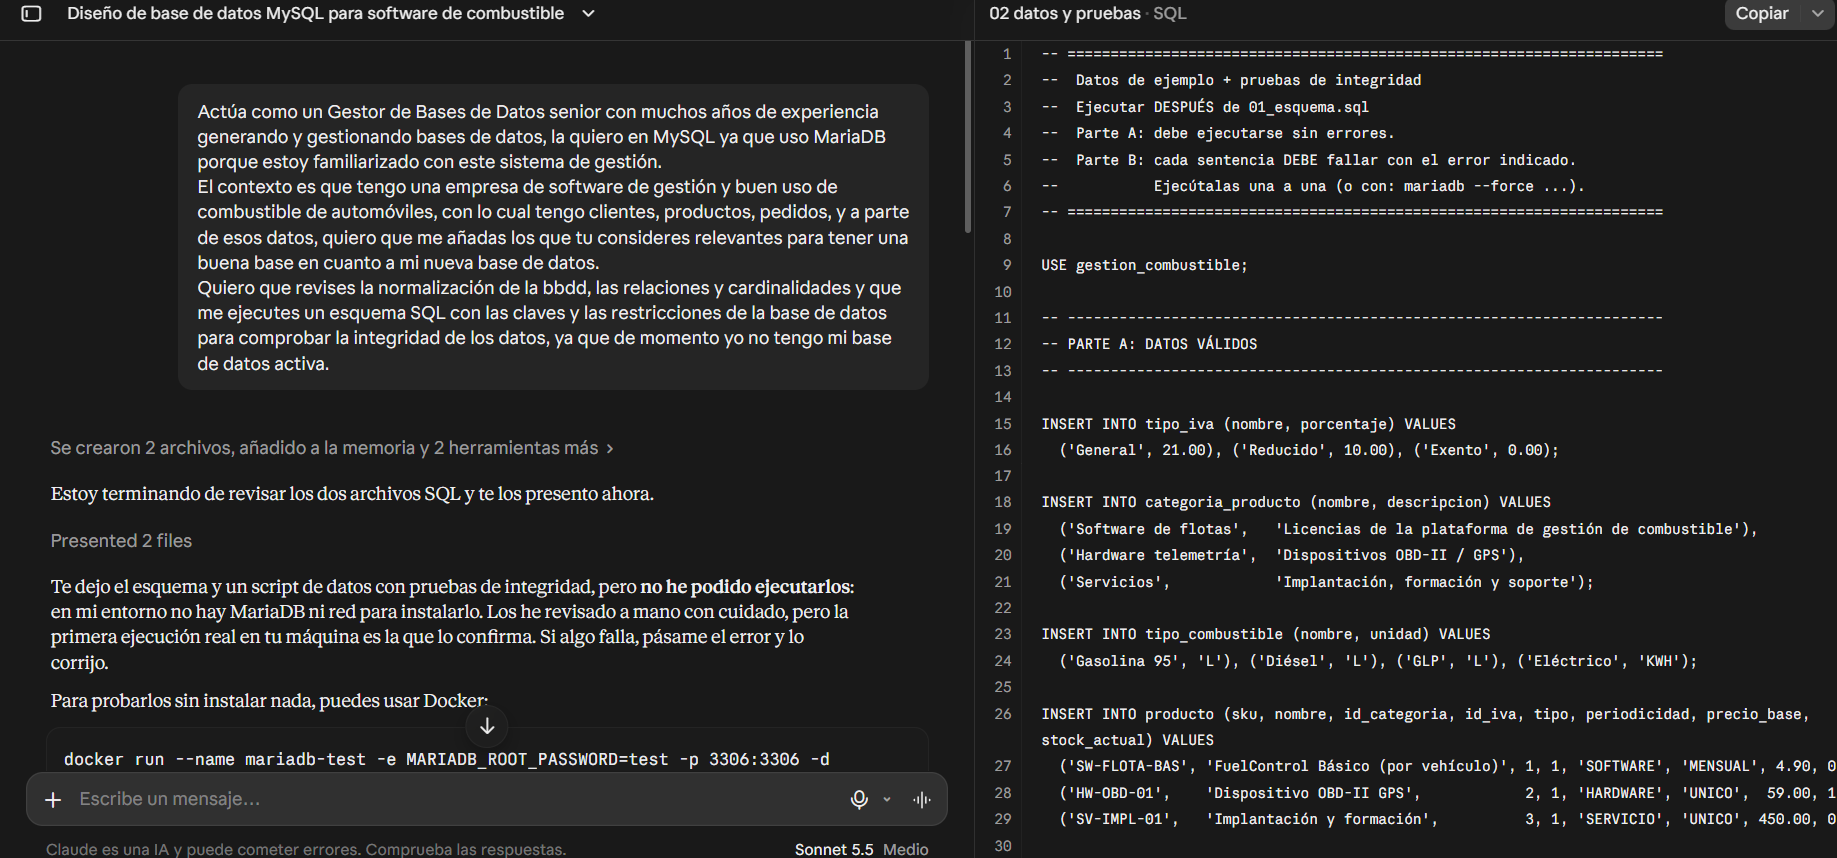 Diseño de base de datos MySQL para software de combustible
Actúa como un Gestor de Bases de Datos senior con muchos años de experiencia
generando y gestionando bases de datos, la quiero en MySQL ya que uso MariaDB
porque estoy familiarizado con este sistema de gestión.
El contexto es que tengo una empresa de software de gestión y buen uso de
combustible de automóviles, con lo cual tengo clientes, productos, pedidos, y a parte
de esos datos, quiero que me añadas los que tu consideres relevantes para tener una
buena base en cuanto a mi nueva base de datos.
Quiero que revises la normalización de la bbdd, las relaciones y cardinalidades y que
me ejecutes un esquema SQL con las claves y las restricciones de la base de datos
para comprobar la integridad de los datos, ya que de momento yo no tengo mi base
de datos activa.
Se crearon 2 archivos, añadido a la memoria y 2 herramientas más >
Estoy terminando de revisar los dos archivos SQL y te los presento ahora.
Presented 2 files
Te dejo el esquema y un script de datos con pruebas de integridad, pero no he podido ejecutarlos:
en mi entorno no hay MariaDB ni red para instalarlo. Los he revisado a mano con cuidado, pero la
primera ejecución real en tu máquina es la que lo confirma. Si algo falla, pásame el error y lo
corrijo.
Para probarlos sin instalar nada, puedes usar Docker:
docker run --name mariadb-test -e MARIADB_ROOT_PASSWORD=test -p 3306:3306 -d
Escribe un mensaje...
Claude es una IA y puede cometer errores. Comprueba las respuestas.
Sonnet 5.5 Medio
02 datos y pruebas · SQL
Copiar
1 -- =====================================================================
2 --  Datos de ejemplo + pruebas de integridad
3 --  Ejecutar DESPUÉS de 01_esquema.sql
4 --  Parte A: debe ejecutarse sin errores.
5 --  Parte B: cada sentencia DEBE fallar con el error indicado.
6 --           Ejecútalas una a una (o con: mariadb --force ...).
7 -- =====================================================================
8
9 USE gestion_combustible;
10
11 -- ---------------------------------------------------------------------
12 -- PARTE A: DATOS VÁLIDOS
13 -- ---------------------------------------------------------------------
14
15 INSERT INTO tipo_iva (nombre, porcentaje) VALUES
16   ('General', 21.00), ('Reducido', 10.00), ('Exento', 0.00);
17
18 INSERT INTO categoria_producto (nombre, descripcion) VALUES
19   ('Software de flotas',   'Licencias de la plataforma de gestión de combustible'),
20   ('Hardware telemetría',  'Dispositivos OBD-II / GPS'),
21   ('Servicios',            'Implantación, formación y soporte');
22
23 INSERT INTO tipo_combustible (nombre, unidad) VALUES
24   ('Gasolina 95', 'L'), ('Diésel', 'L'), ('GLP', 'L'), ('Eléctrico', 'KWH');
25
26 INSERT INTO producto (sku, nombre, id_categoria, id_iva, tipo, periodicidad, precio_base,
stock_actual) VALUES
27   ('SW-FLOTA-BAS', 'FuelControl Básico (por vehículo)', 1, 1, 'SOFTWARE', 'MENSUAL', 4.90, 0
28   ('HW-OBD-01',    'Dispositivo OBD-II GPS',            2, 1, 'HARDWARE', 'UNICO',  59.00, 1
29   ('SV-IMPL-01',   'Implantación y formación',          3, 1, 'SERVICIO', 'UNICO', 450.00, 0
30